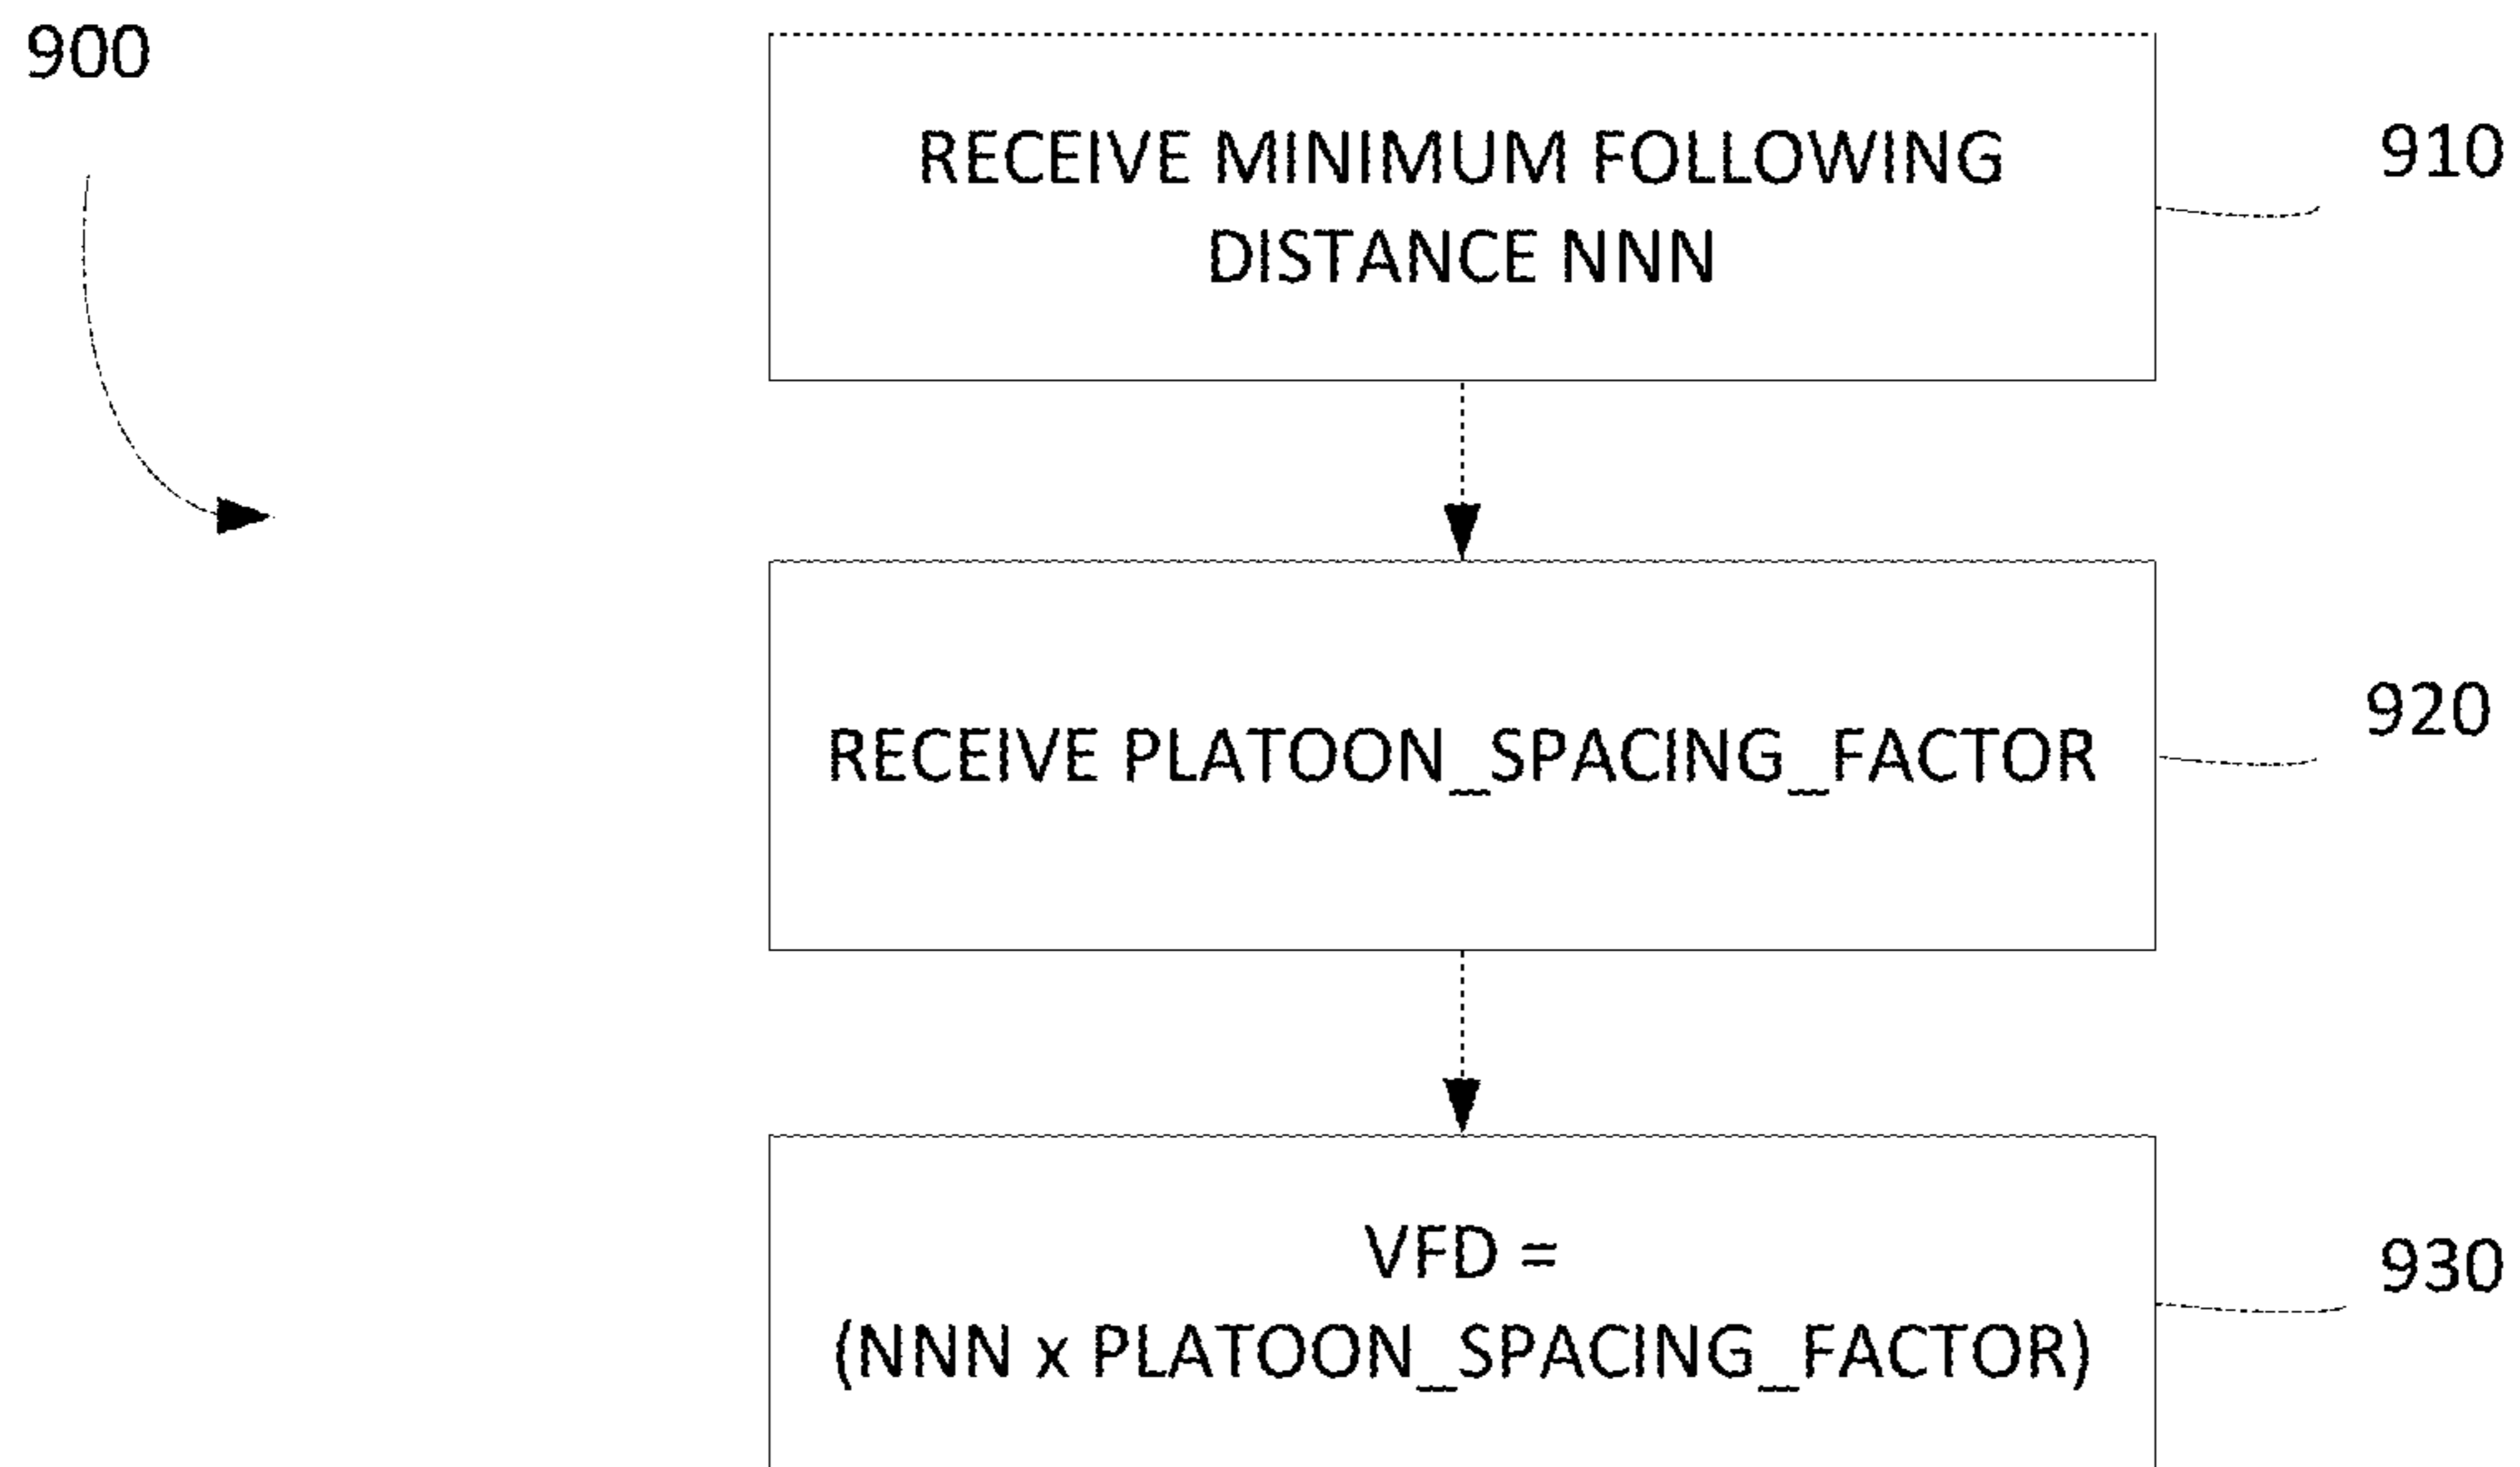 900
RECEIVE MINIMUM FOLLOWING
DISTANCE NNN
910
RECEIVE PLATOON_SPACING_FACTOR
920
VFD =
(NNN x PLATOON_SPACING_FACTOR)
930